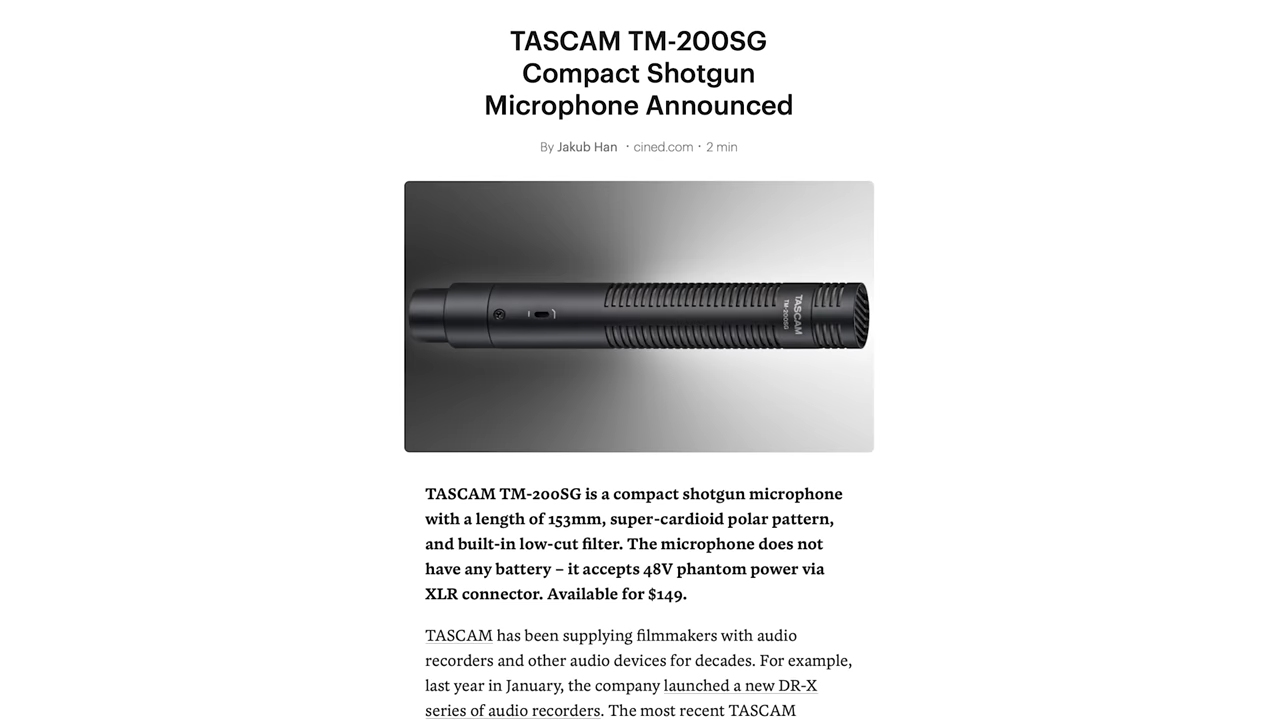 TASCAM TM-200SG
Compact Shotgun
Microphone Announced
By Jakub Han · cined.com · 2 min
TASCAM
TM-200SG
TASCAM TM-200SG is a compact shotgun microphone
with a length of 153mm, super-cardioid polar pattern,
and built-in low-cut filter. The microphone does not
have any battery – it accepts 48V phantom power via
XLR connector. Available for $149.
TASCAM has been supplying filmmakers with audio
recorders and other audio devices for decades. For example,
last year in January, the company launched a new DR-X
series of audio recorders. The most recent TASCAM